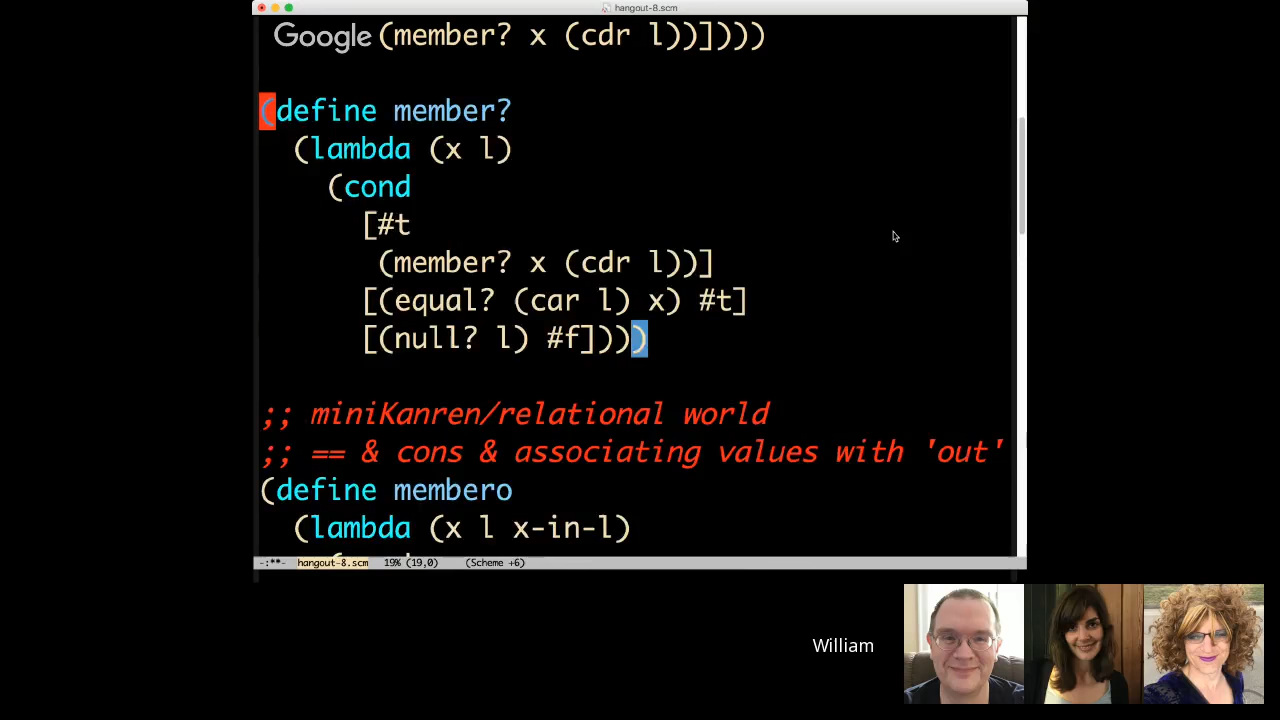 hangout-8.scm
Google (member? x (cdr l))])))
(define member?
(lambda (x l)
(cond
[#t
(member? x (cdr l))]
[(equal? (car l) x) #t]
[(null? l) #f])))
;; miniKanren/relational world
;; == & cons & associating values with 'out'
(define membero
(lambda (x l x-in-l)
-:**- hangout-8.scm 19% (19,0) (Scheme +6)
William